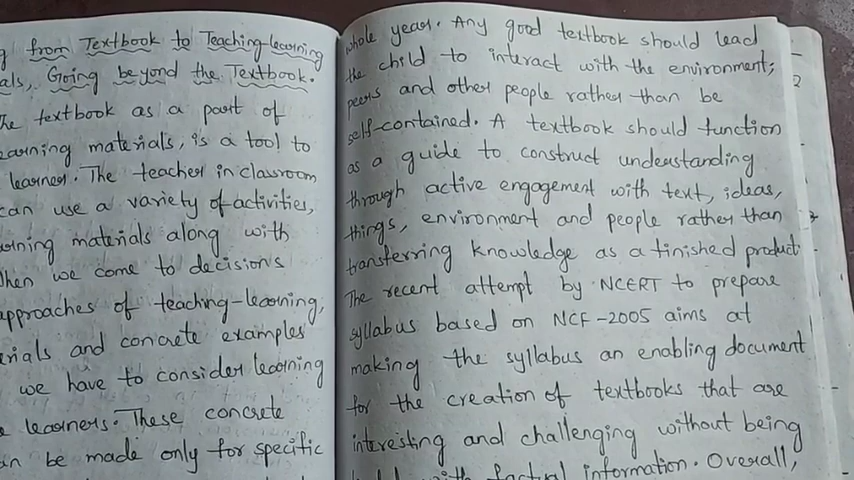 from Textbook to Teaching-learning
Going beyond the Textbook.
textbook as a part of
materials, is a tool to
learner. The teacher in classroom
can use a variety of activities,
materials along with
we come to decisions
approaches of teaching-learning,
and concrete examples
we have to consider learning
learners. These concrete
be made only for specific
whole year. Any good textbook should lead
the child to interact with the environment;
peers and other people rather than be
self-contained. A textbook should function
as a guide to construct understanding
through active engagement with text, ideas,
things, environment and people rather than
transferring knowledge as a finished product
The recent attempt by NCERT to prepare
syllabus based on NCF-2005 aims at
making the syllabus an enabling document
for the creation of textbooks that are
interesting and challenging without being
with factual information. Overall,
2